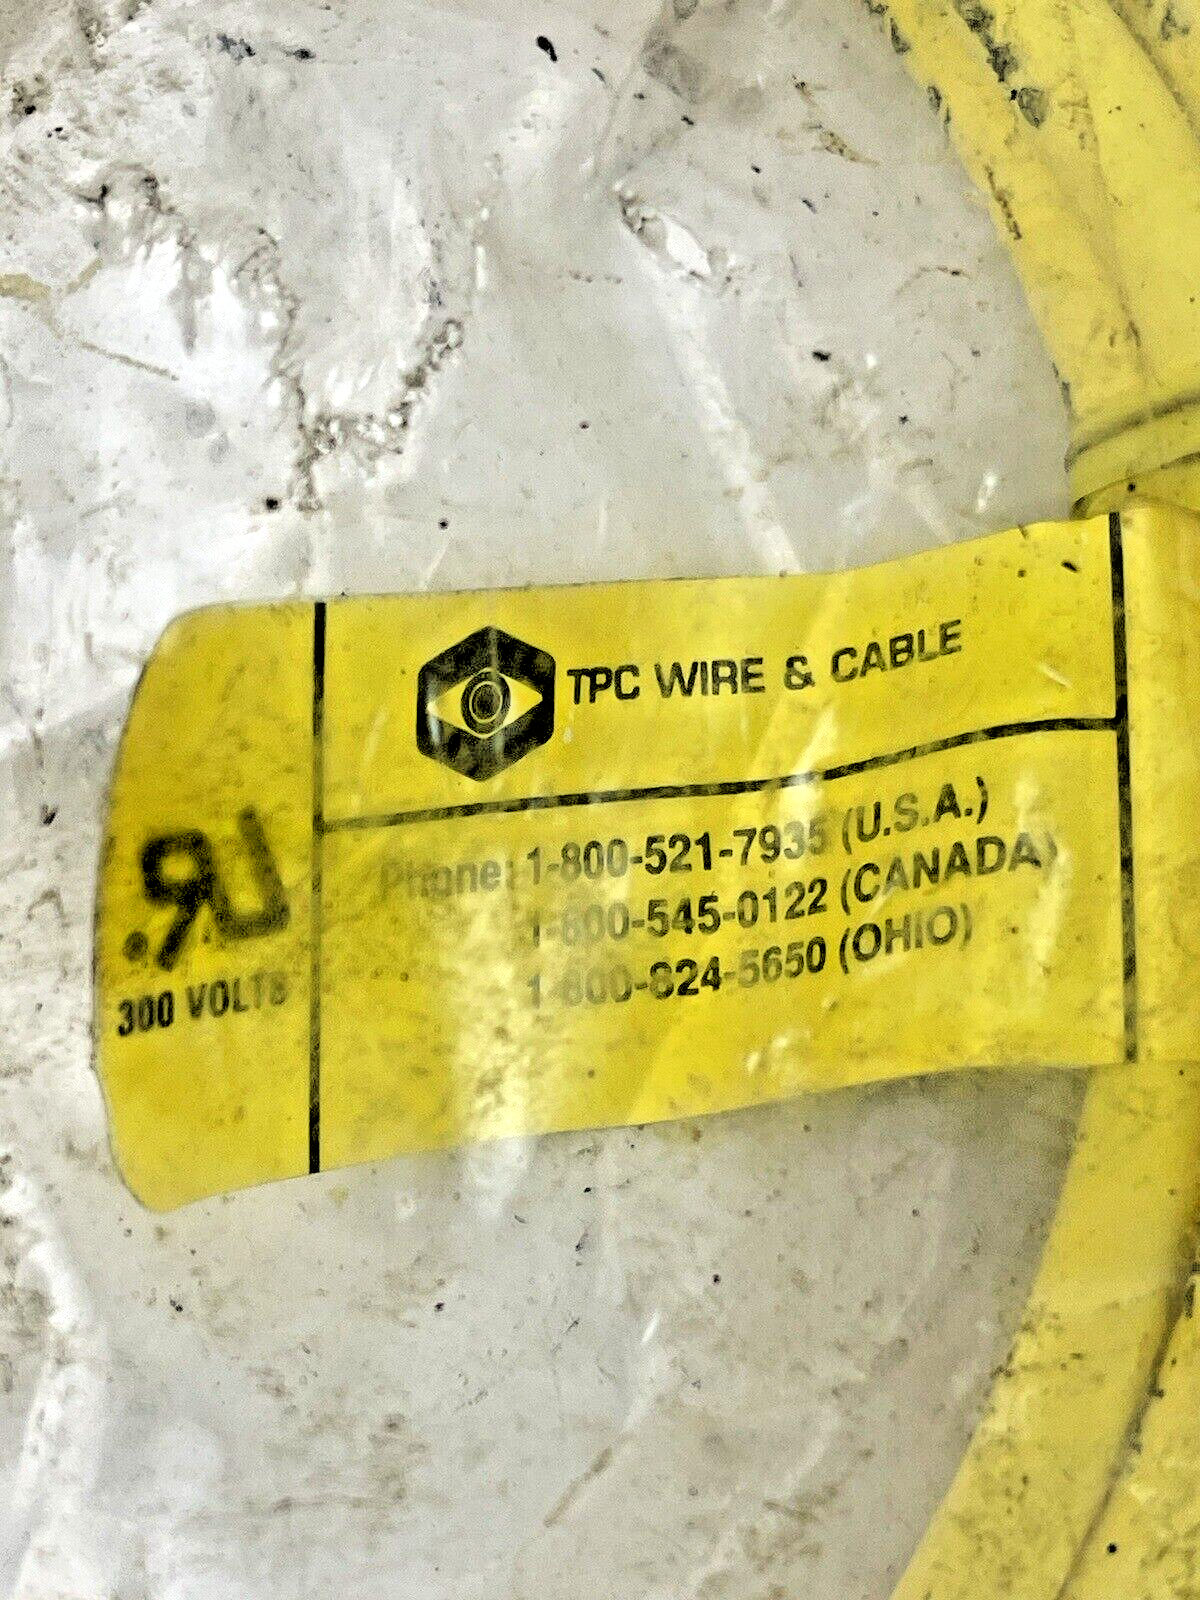 TPC WIRE & CABLE
Phone: 1-800-521-7935 (U.S.A.)
1-800-545-0122 (CANADA)
1-800-824-5650 (OHIO)
RU
300 VOLTS